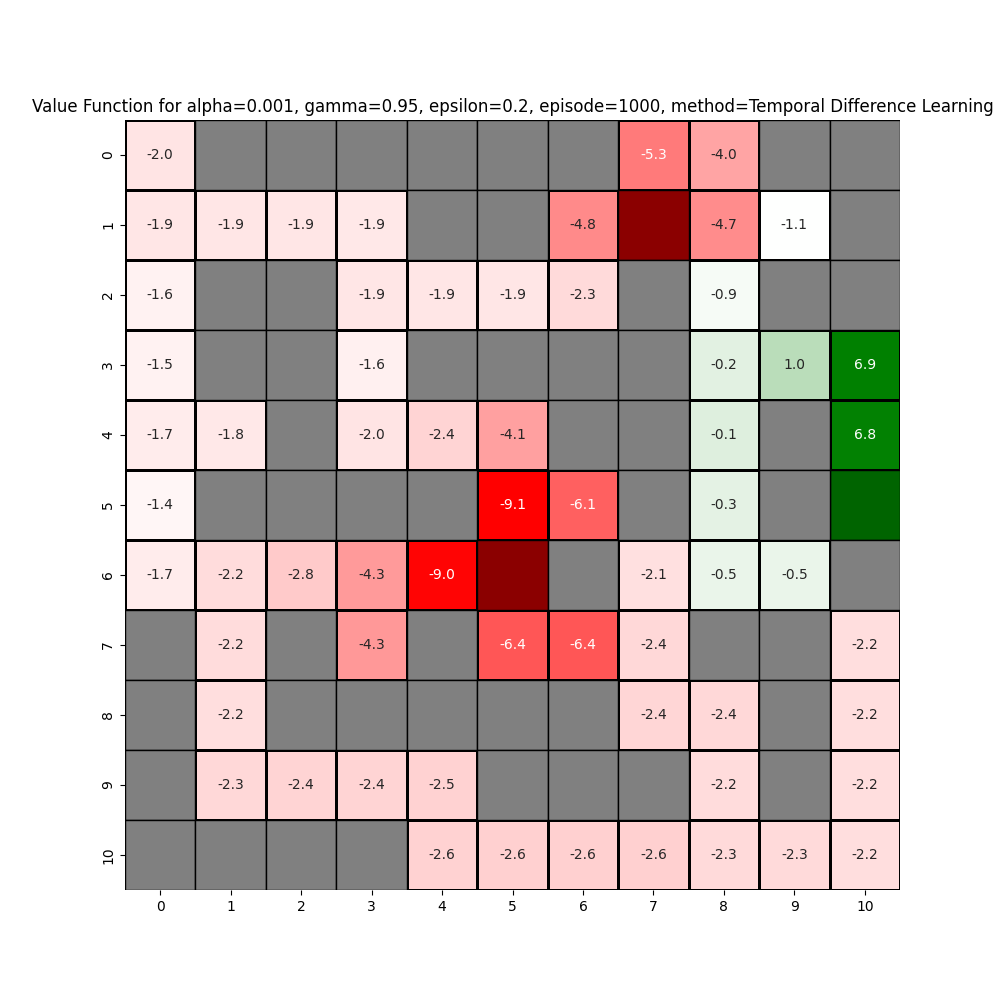 Value Function for alpha=0.001, gamma=0.95, epsilon=0.2, episode=1000, method=Temporal Difference Learning
0 -2.0 -5.3 -4.0
1 -1.9 -1.9 -1.9 -1.9 -4.8 -4.7 -1.1
2 -1.6 -1.9 -1.9 -1.9 -2.3 -0.9
3 -1.5 -1.6 -0.2 1.0 6.9
4 -1.7 -1.8 -2.0 -2.4 -4.1 -0.1 6.8
5 -1.4 -9.1 -6.1 -0.3
6 -1.7 -2.2 -2.8 -4.3 -9.0 -2.1 -0.5 -0.5
7 -2.2 -4.3 -6.4 -6.4 -2.4 -2.2
8 -2.2 -2.4 -2.4 -2.2
9 -2.3 -2.4 -2.4 -2.5 -2.2 -2.2
10 -2.6 -2.6 -2.6 -2.6 -2.3 -2.3 -2.2
0 1 2 3 4 5 6 7 8 9 10